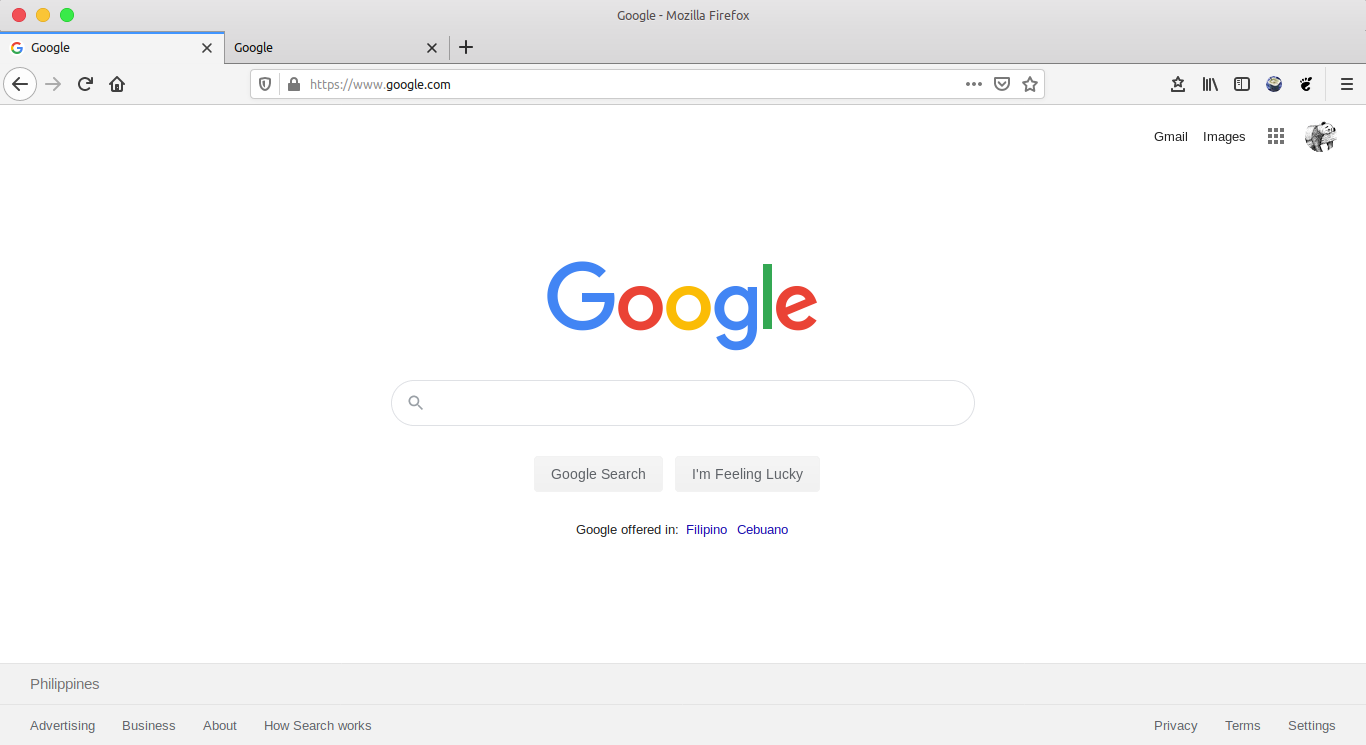 Google - Mozilla Firefox
Google Google
https://www.google.com
Gmail Images
Google
Google Search I'm Feeling Lucky
Google offered in: Filipino Cebuano
Philippines
Advertising Business About How Search works Privacy Terms Settings